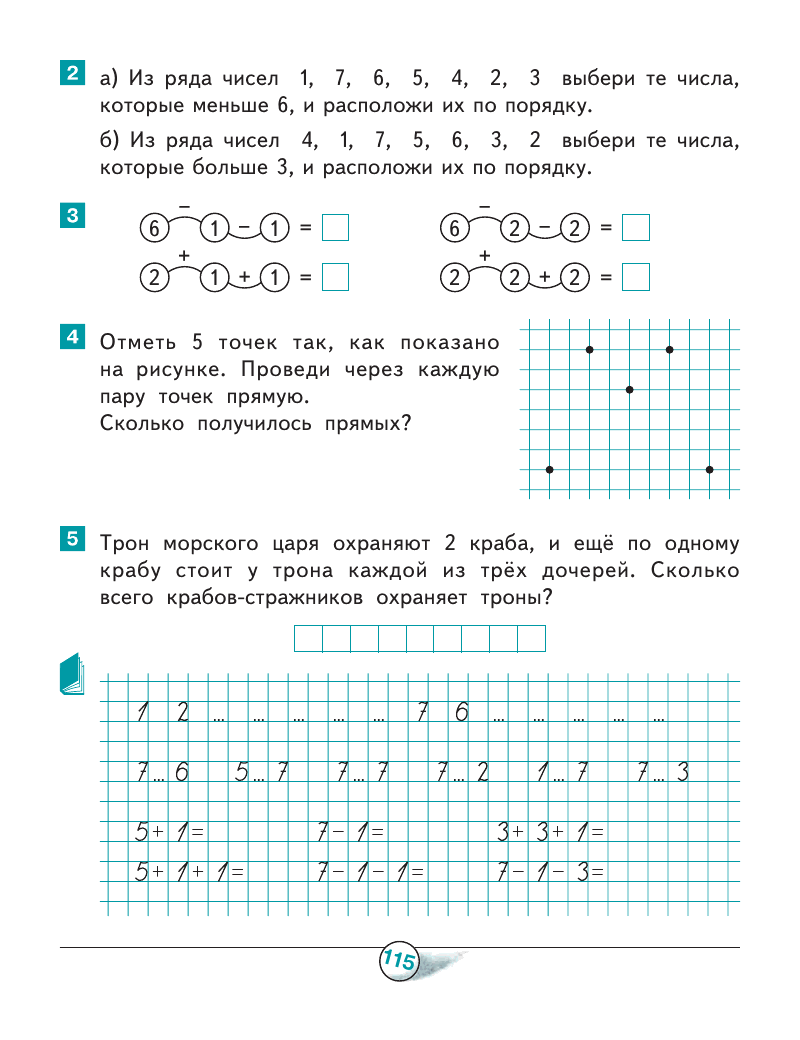 2 а) Из ряда чисел 1, 7, 6, 5, 4, 2, 3 выбери те числа,
которые меньше 6, и расположи их по порядку.
б) Из ряда чисел 4, 1, 7, 5, 6, 3, 2 выбери те числа,
которые больше 3, и расположи их по порядку.
3
6 − 1 − 1 = 6 − 2 − 2 =
2 + 1 + 1 = 2 + 2 + 2 =
4 Отметь 5 точек так, как показано
на рисунке. Проведи через каждую
пару точек прямую.
Сколько получилось прямых?
5 Трон морского царя охраняют 2 краба, и ещё по одному
крабу стоит у трона каждой из трёх дочерей. Сколько
всего крабов-стражников охраняет троны?
1 2 ... ... ... ... ... 7 6 ... ... ... ... ...
7 ... 6 5 ... 7 7 ... 7 7 ... 2 1 ... 7 7 ... 3
5 + 1 = 7 − 1 = 3 + 3 + 1 =
5 + 1 + 1 = 7 − 1 − 1 = 7 − 1 − 3 =
115